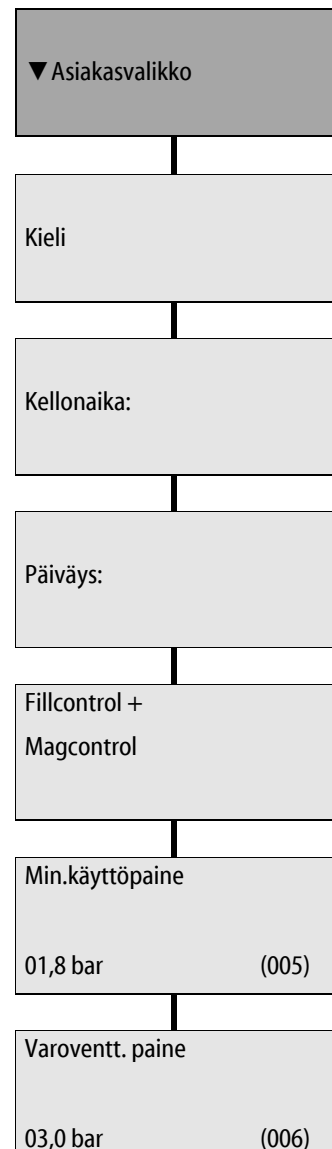 ▼Asiakasvalikko
Kieli
Kellonaika:
Päiväys:
Fillcontrol +
Magcontrol
Min.käyttöpaine
01,8 bar (005)
Varoventt. paine
03,0 bar (006)